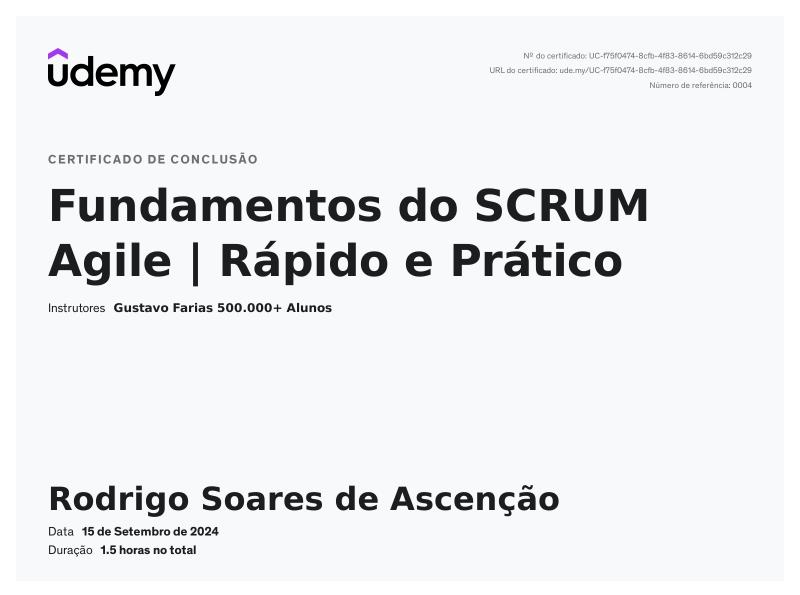 udemy
Nº do certificado: UC-f75f0474-8cfb-4f83-8614-6bd59c312c29
URL do certificado: ude.my/UC-f75f0474-8cfb-4f83-8614-6bd59c312c29
Número de referência: 0004
CERTIFICADO DE CONCLUSÃO
Fundamentos do SCRUM
Agile | Rápido e Prático
Instrutores Gustavo Farias 500.000+ Alunos
Rodrigo Soares de Ascenção
Data 15 de Setembro de 2024
Duração 1.5 horas no total